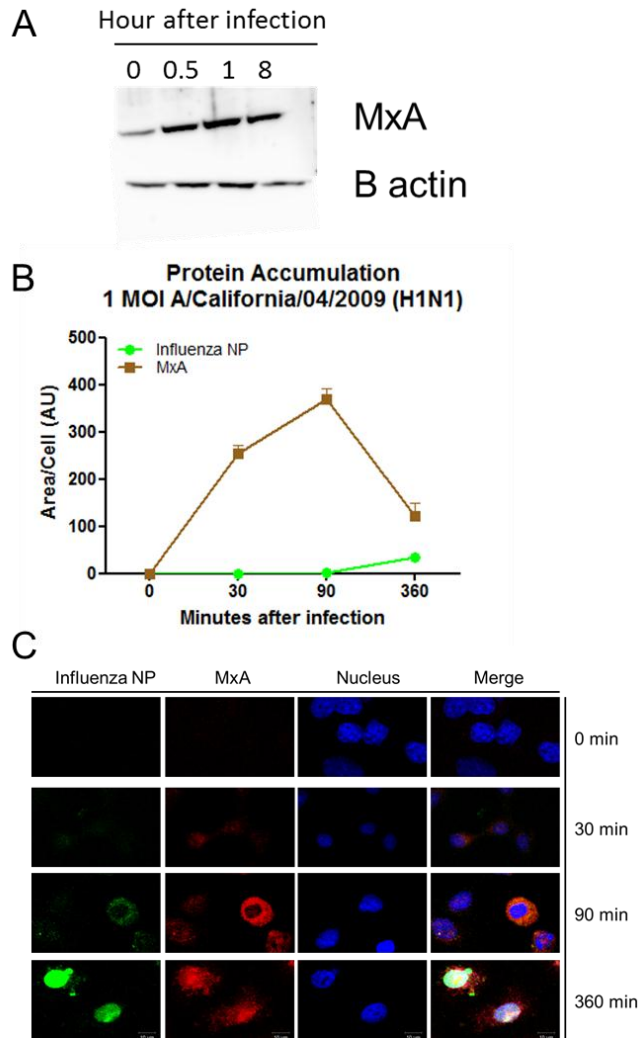 A
Hour after infection
0 0.5 1 8
MxA
B actin
B
Protein Accumulation
1 MOI A/California/04/2009 (H1N1)
500
400
300
200
100
0
Area/Cell (AU)
Influenza NP
MxA
0 30 90 360
Minutes after infection
C
Influenza NP MxA Nucleus Merge
0 min
30 min
90 min
360 min